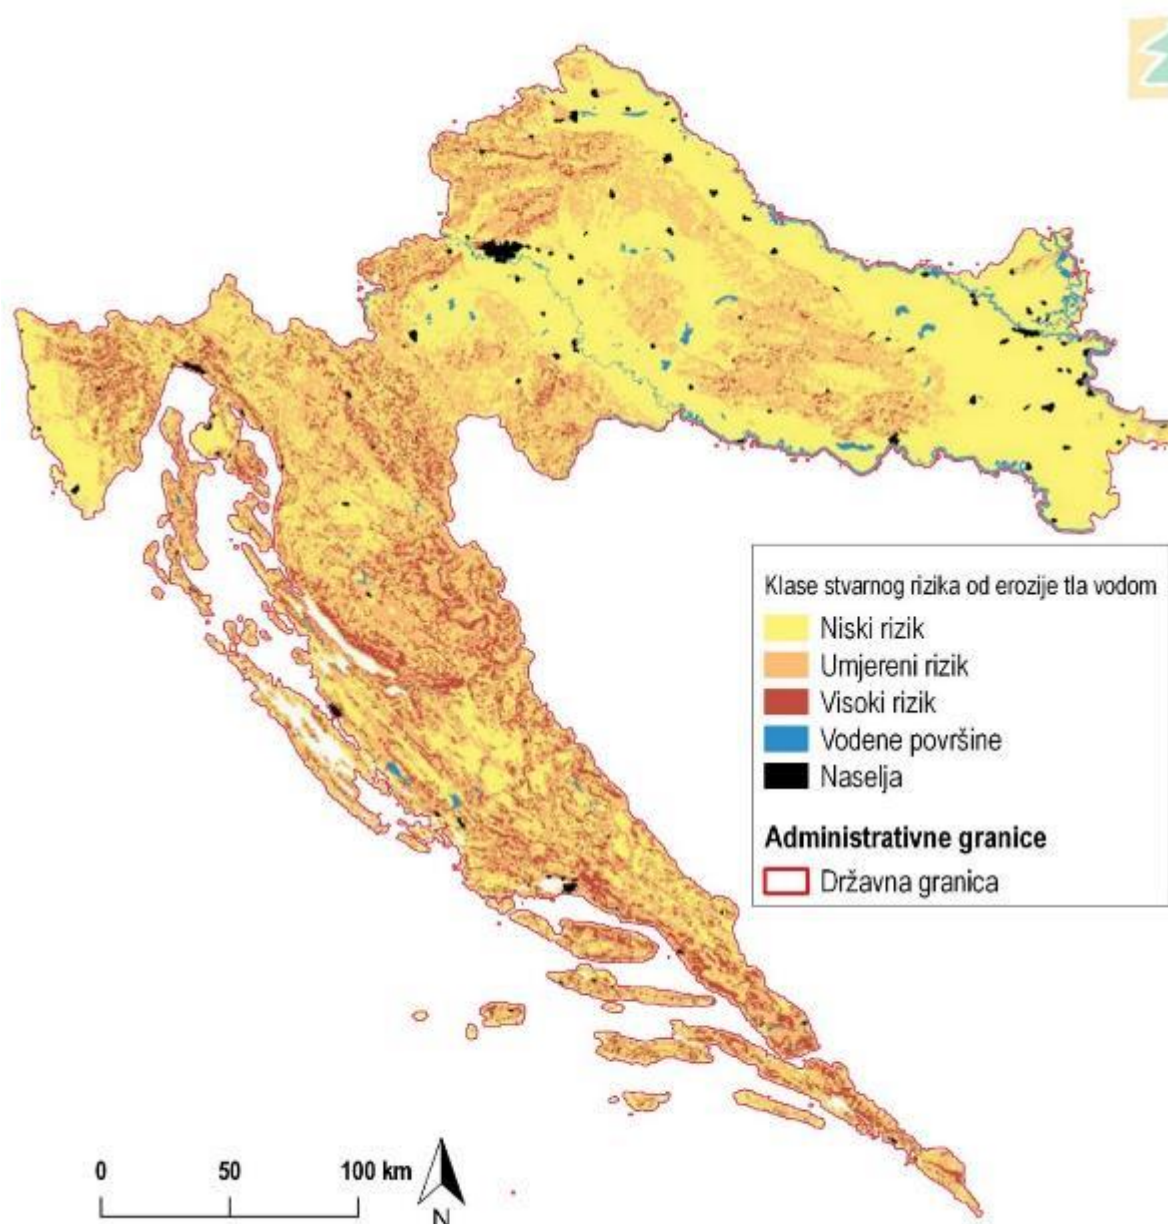 Klase stvarnog rizika od erozije tla vodom
Niski rizik
Umjereni rizik
Visoki rizik
Vodene površine
Naselja
Administrativne granice
Državna granica
0 50 100 km
N